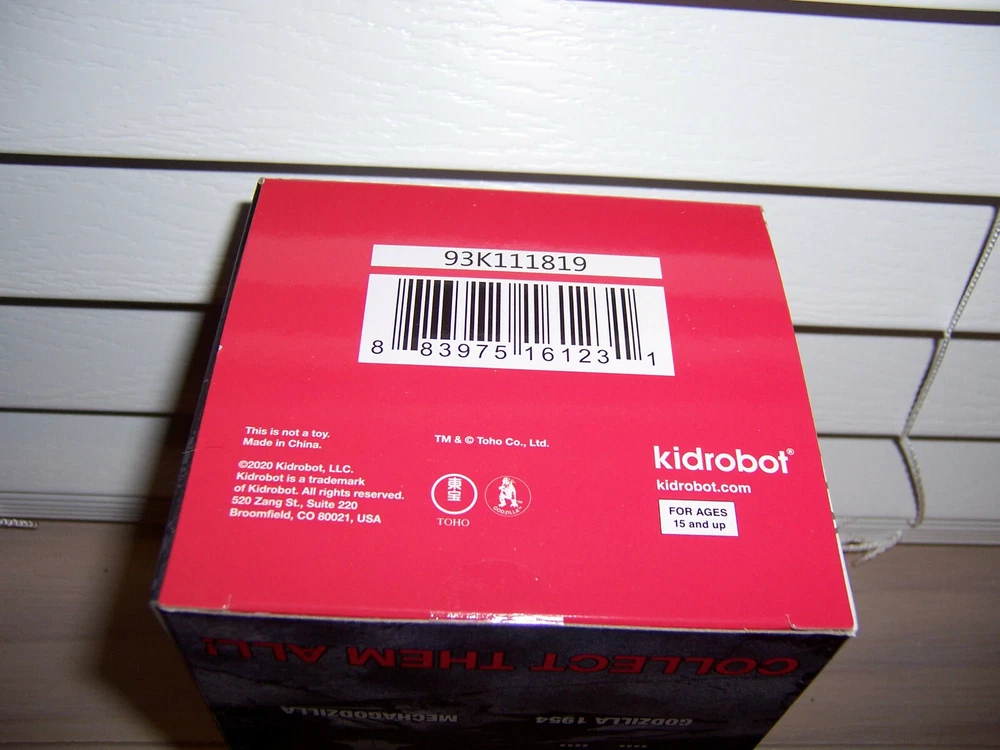 93K111819
8 83975 16123 1
This is not a toy.
Made in China.
©2020 Kidrobot, LLC.
Kidrobot is a trademark
of Kidrobot. All rights reserved.
520 Zang St., Suite 220
Broomfield, CO 80021, USA
TM & © Toho Co., Ltd.
東宝
TOHO
GODZILLA™
kidrobot®
kidrobot.com
FOR AGES
15 and up
COLLECT THEM ALL!
GODZILLA 1954
MECHAGODZILLA